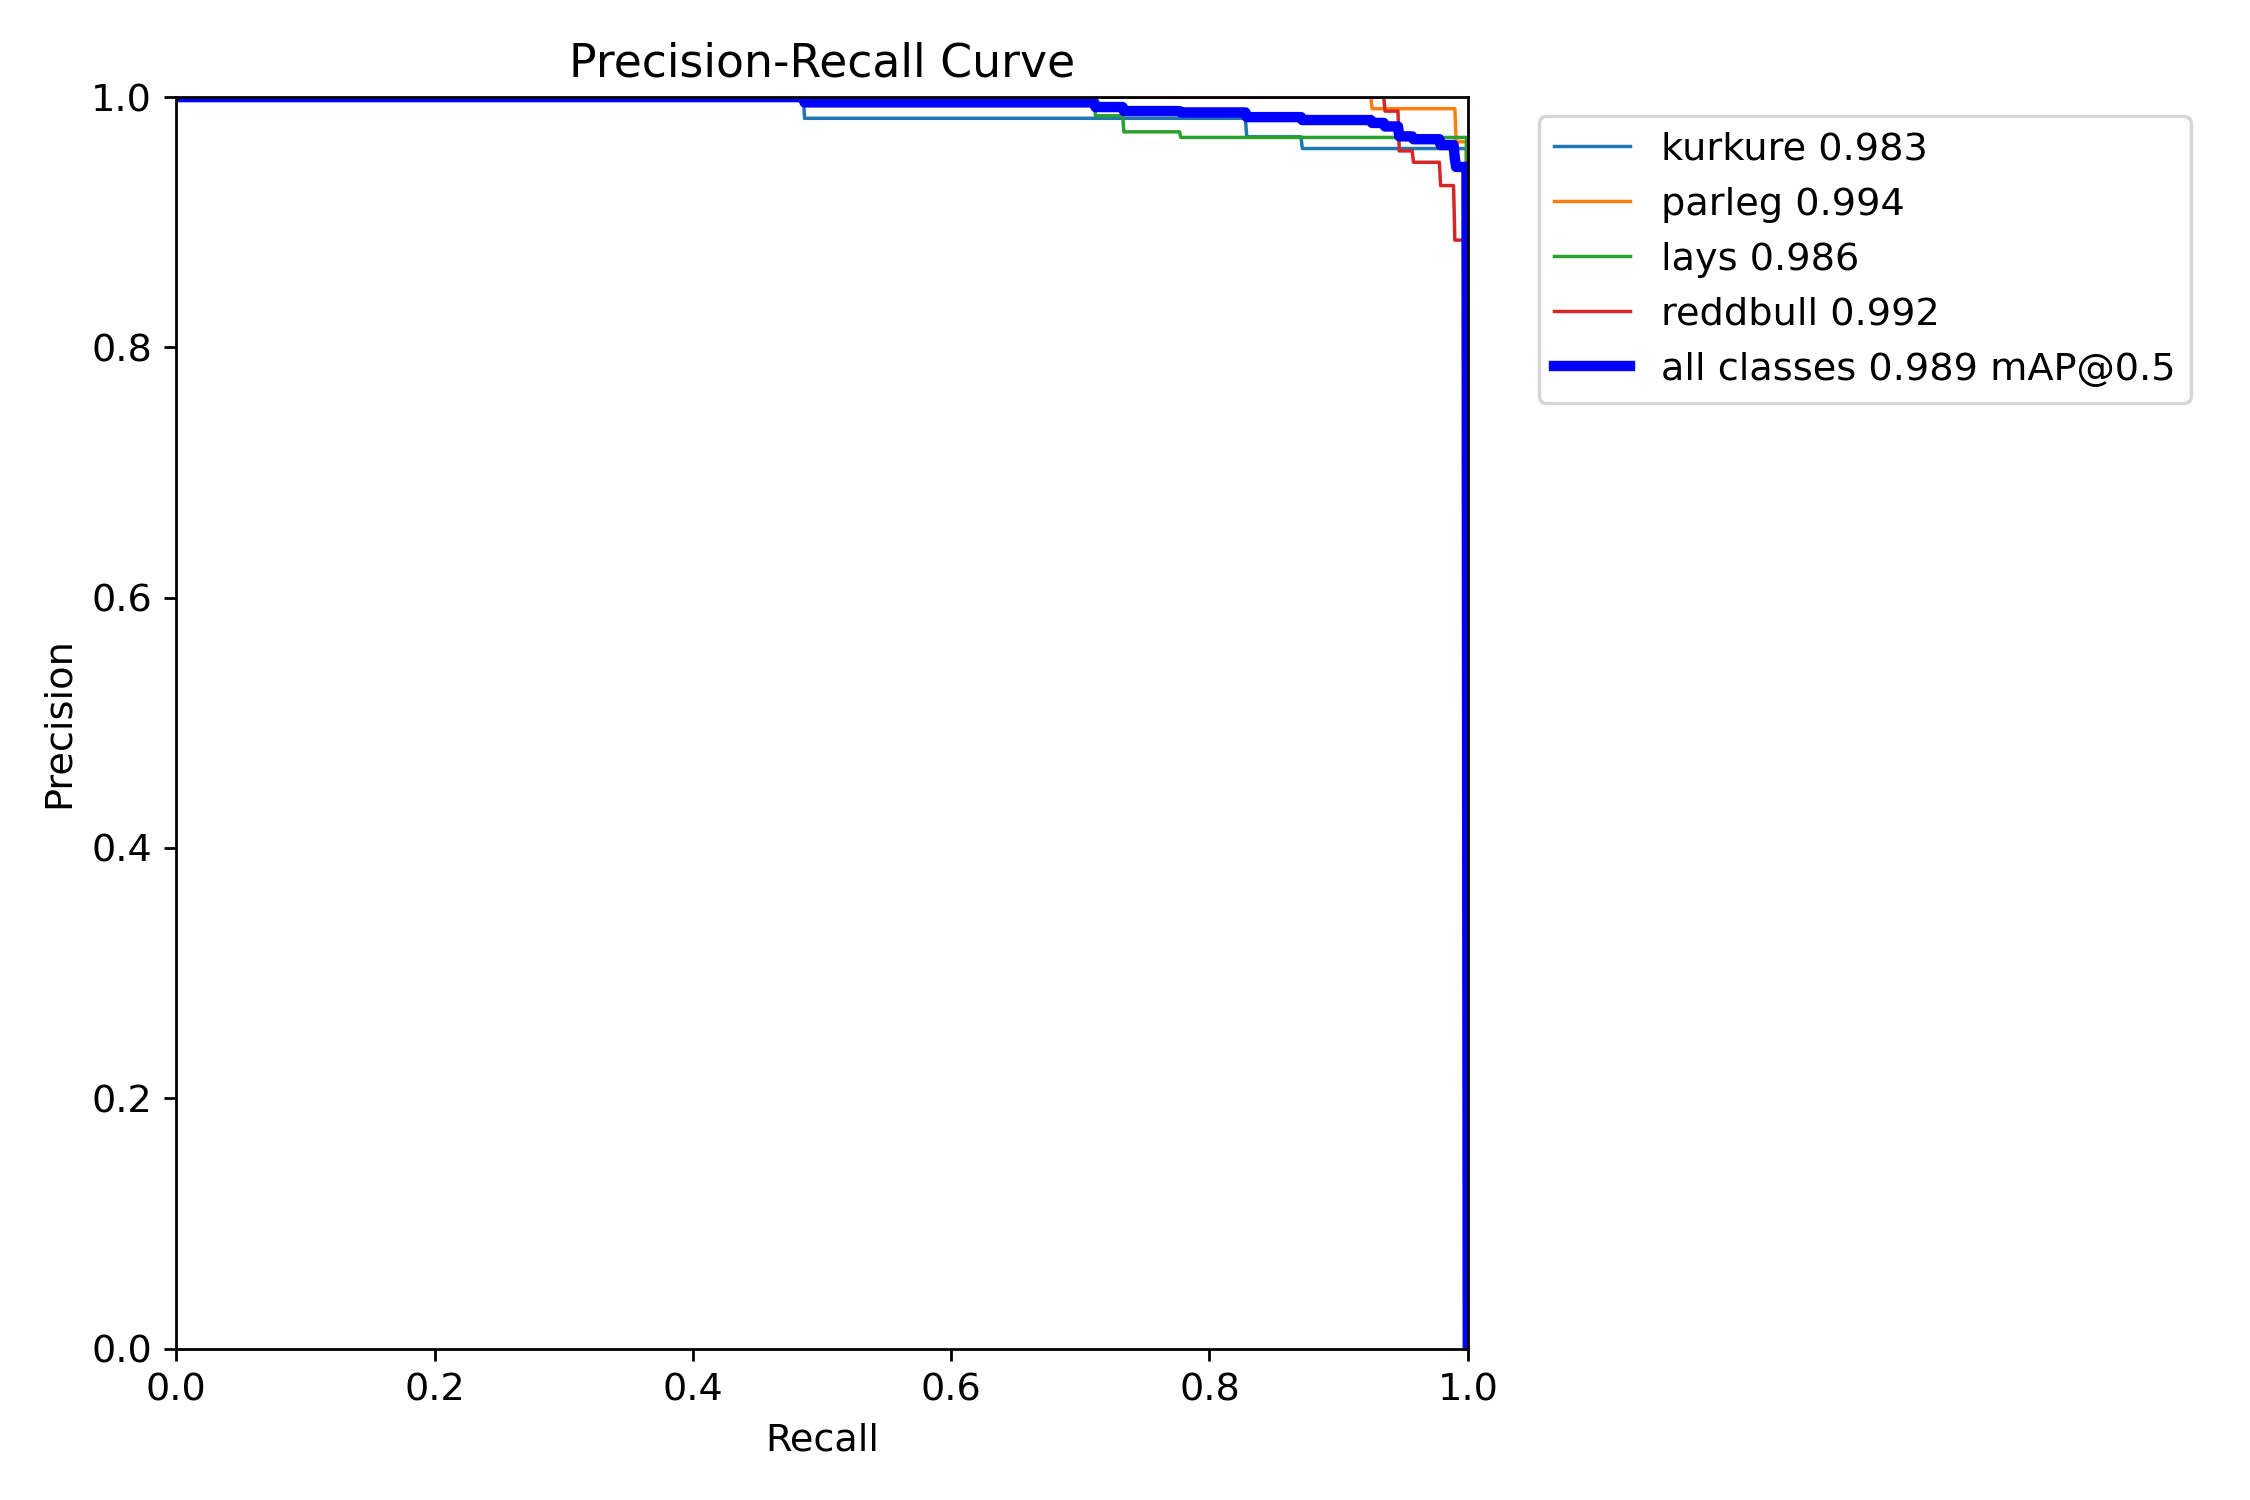 Precision-Recall Curve
1.0
0.8
0.6
0.4
0.2
0.0
Precision
0.0 0.2 0.4 0.6 0.8 1.0
Recall
kurkure 0.983
parleg 0.994
lays 0.986
reddbull 0.992
all classes 0.989 mAP@0.5